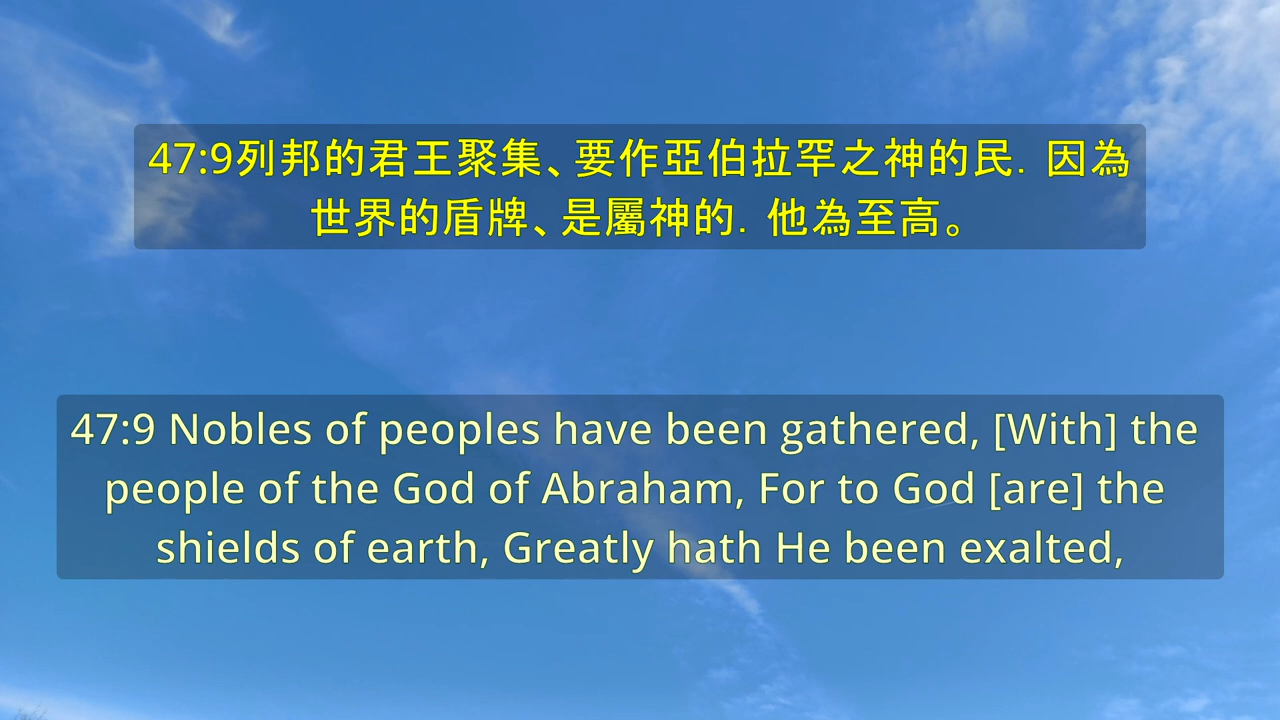 47:9列邦的君王聚集、要作亞伯拉罕之神的民. 因為
世界的盾牌、是屬神的. 他為至高。
47:9 Nobles of peoples have been gathered, [With] the
people of the God of Abraham, For to God [are] the
shields of earth, Greatly hath He been exalted,